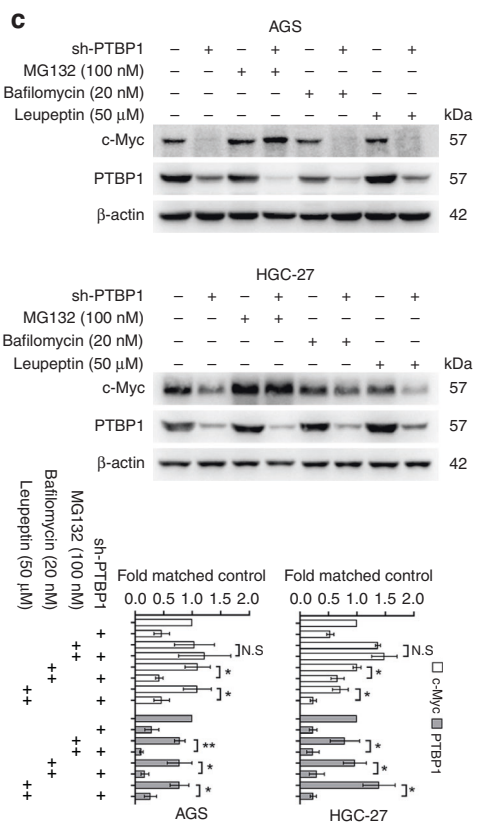 c
AGS
sh-PTBP1 – + – + – + – +
MG132 (100 nM) – – + + – – – –
Bafilomycin (20 nM) – – – – + + – –
Leupeptin (50 μM) – – – – – – + + kDa
c-Myc 57
PTBP1 57
β-actin 42
HGC-27
sh-PTBP1 – + – + – + – +
MG132 (100 nM) – – + + – – – –
Bafilomycin (20 nM) – – – – + + – –
Leupeptin (50 μM) – – – – – – + + kDa
c-Myc 57
PTBP1 57
β-actin 42
Leupeptin (50 μM) + + + +
Bafilomycin (20 nM) + + + +
MG132 (100 nM) + + + +
sh-PTBP1 + + + + + + + +
Fold matched control
0.0 0.5 1.0 1.5 2.0
N.S
*
*
**
*
*
AGS
Fold matched control
0.0 0.5 1.0 1.5 2.0
N.S
*
*
*
*
*
HGC-27
c-Myc PTBP1